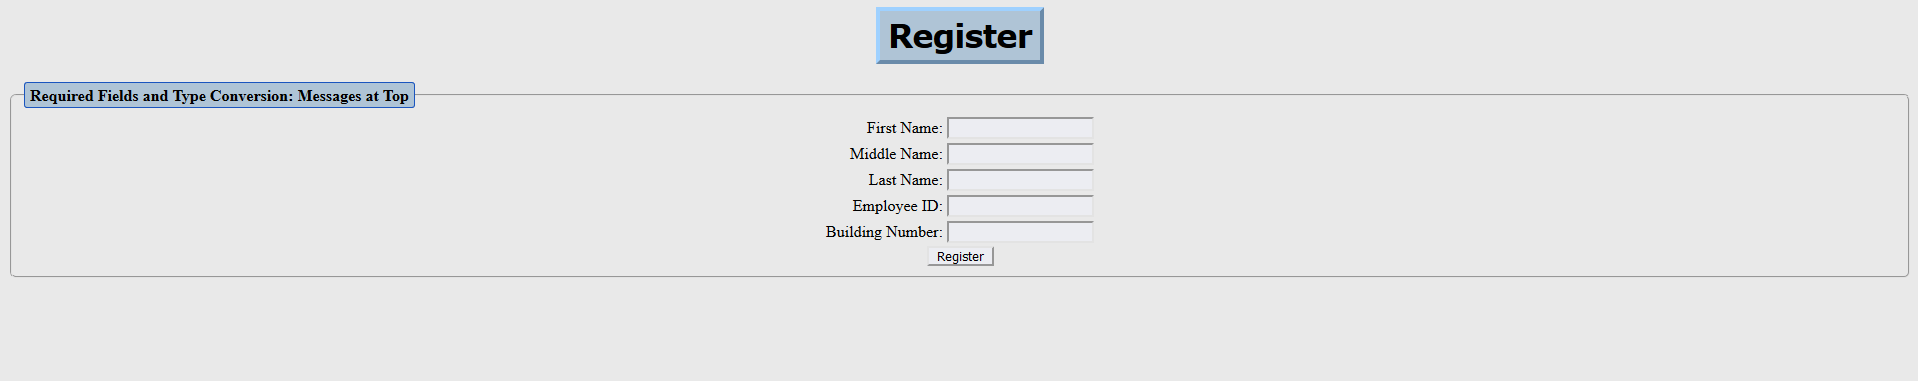 Register
Required Fields and Type Conversion: Messages at Top
First Name:
Middle Name:
Last Name:
Employee ID:
Building Number:
Register